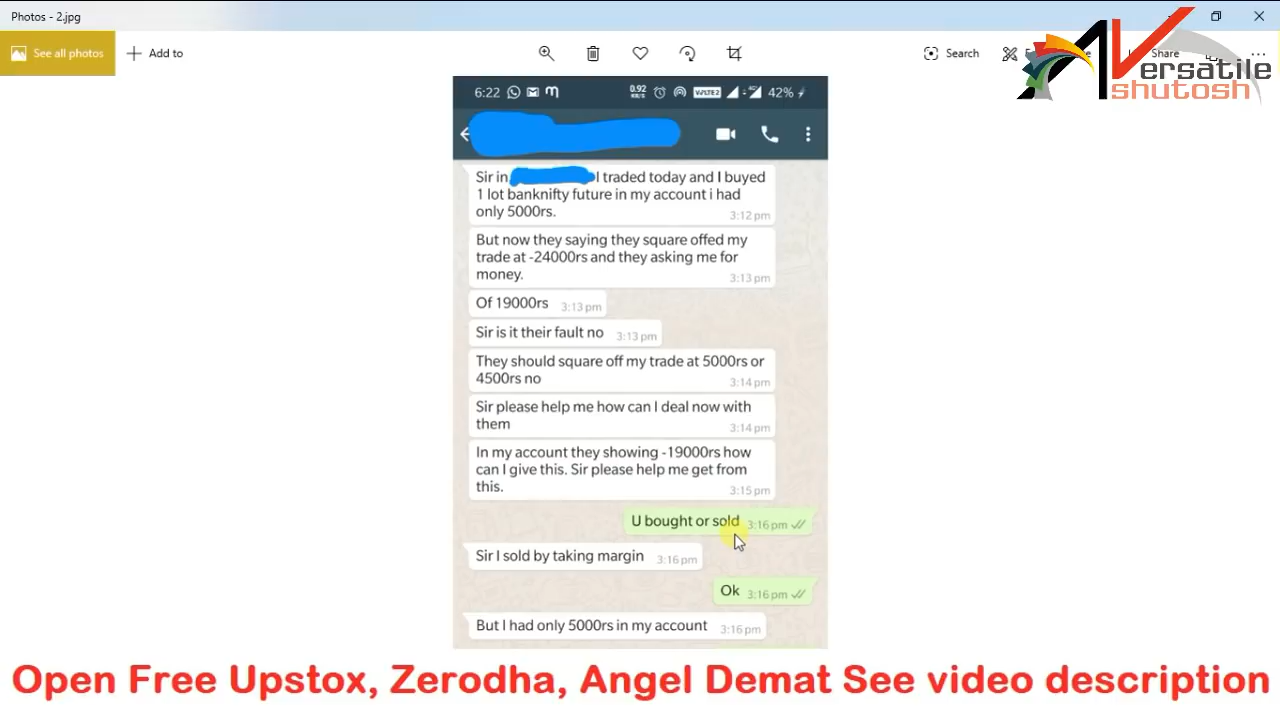 Photos - 2.jpg
See all photos
Add to
Search
Share
Versatile
Ashutosh
6:22
0.92
KB/S
VoLTE2
4G
42%
Sir in I traded today and I buyed
1 lot banknifty future in my account i had
only 5000rs.
3:12 pm
But now they saying they square offed my
trade at -24000rs and they asking me for
money.
3:13 pm
Of 19000rs 3:13 pm
Sir is it their fault no 3:13 pm
They should square off my trade at 5000rs or
4500rs no
3:14 pm
Sir please help me how can I deal now with
them
3:14 pm
In my account they showing -19000rs how
can I give this. Sir please help me get from
this.
3:15 pm
U bought or sold 3:16 pm
Sir I sold by taking margin 3:16 pm
Ok 3:16 pm
But I had only 5000rs in my account 3:16 pm
Open Free Upstox, Zerodha, Angel Demat See video description